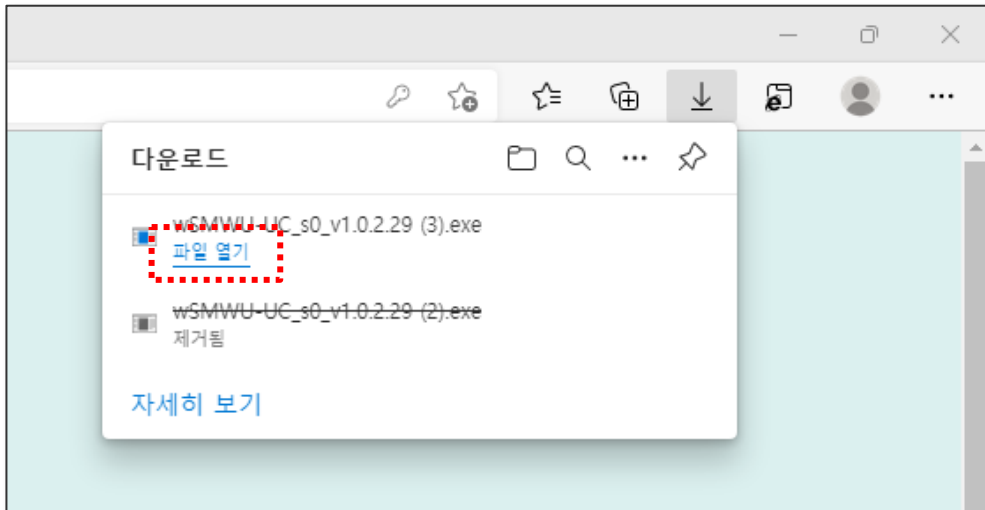 다운로드
wSMWU-UC_s0_v1.0.2.29 (3).exe
파일 열기
wSMWU-UC_s0_v1.0.2.29 (2).exe
제거됨
자세히 보기